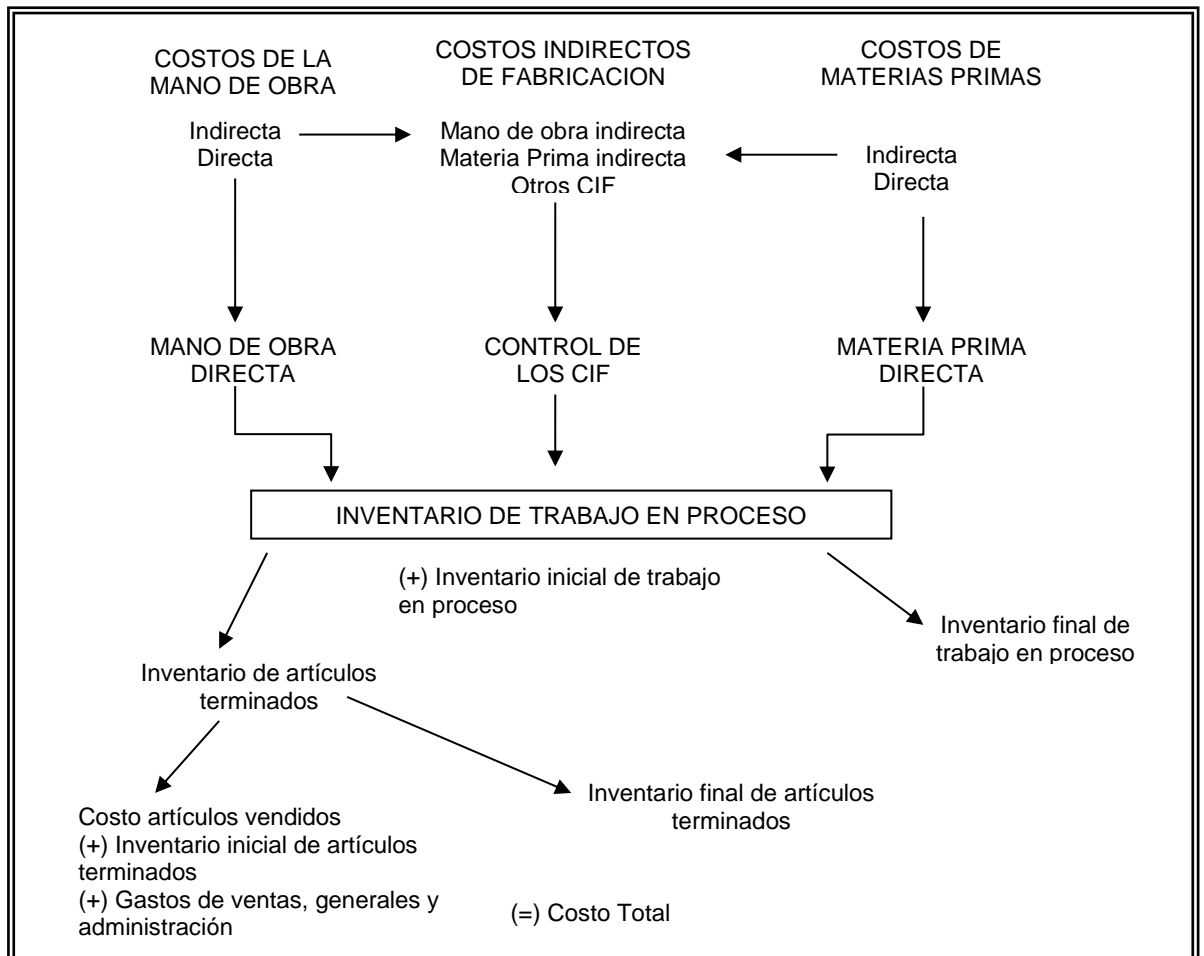 COSTOS DE LA
MANO DE OBRA
COSTOS INDIRECTOS
DE FABRICACION
COSTOS DE
MATERIAS PRIMAS
Indirecta
Directa
Mano de obra indirecta
Materia Prima indirecta
Otros CIF
Indirecta
Directa
MANO DE OBRA
DIRECTA
CONTROL DE
LOS CIF
MATERIA PRIMA
DIRECTA
INVENTARIO DE TRABAJO EN PROCESO
(+) Inventario inicial de trabajo
en proceso
Inventario final de
trabajo en proceso
Inventario de artículos
terminados
Inventario final de artículos
terminados
Costo artículos vendidos
(+) Inventario inicial de artículos
terminados
(+) Gastos de ventas, generales y
administración
(=) Costo Total